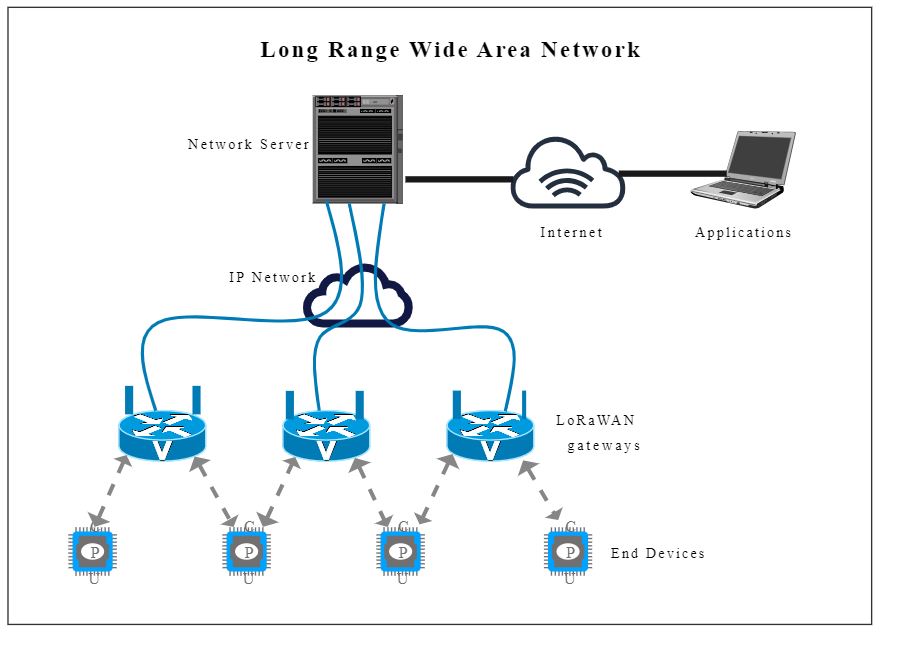 Long Range Wide Area Network
Network Server
Internet
Applications
IP Network
LoRaWAN
gateways
V
V
V
C
P
U
C
P
U
C
P
U
C
P
U
End Devices